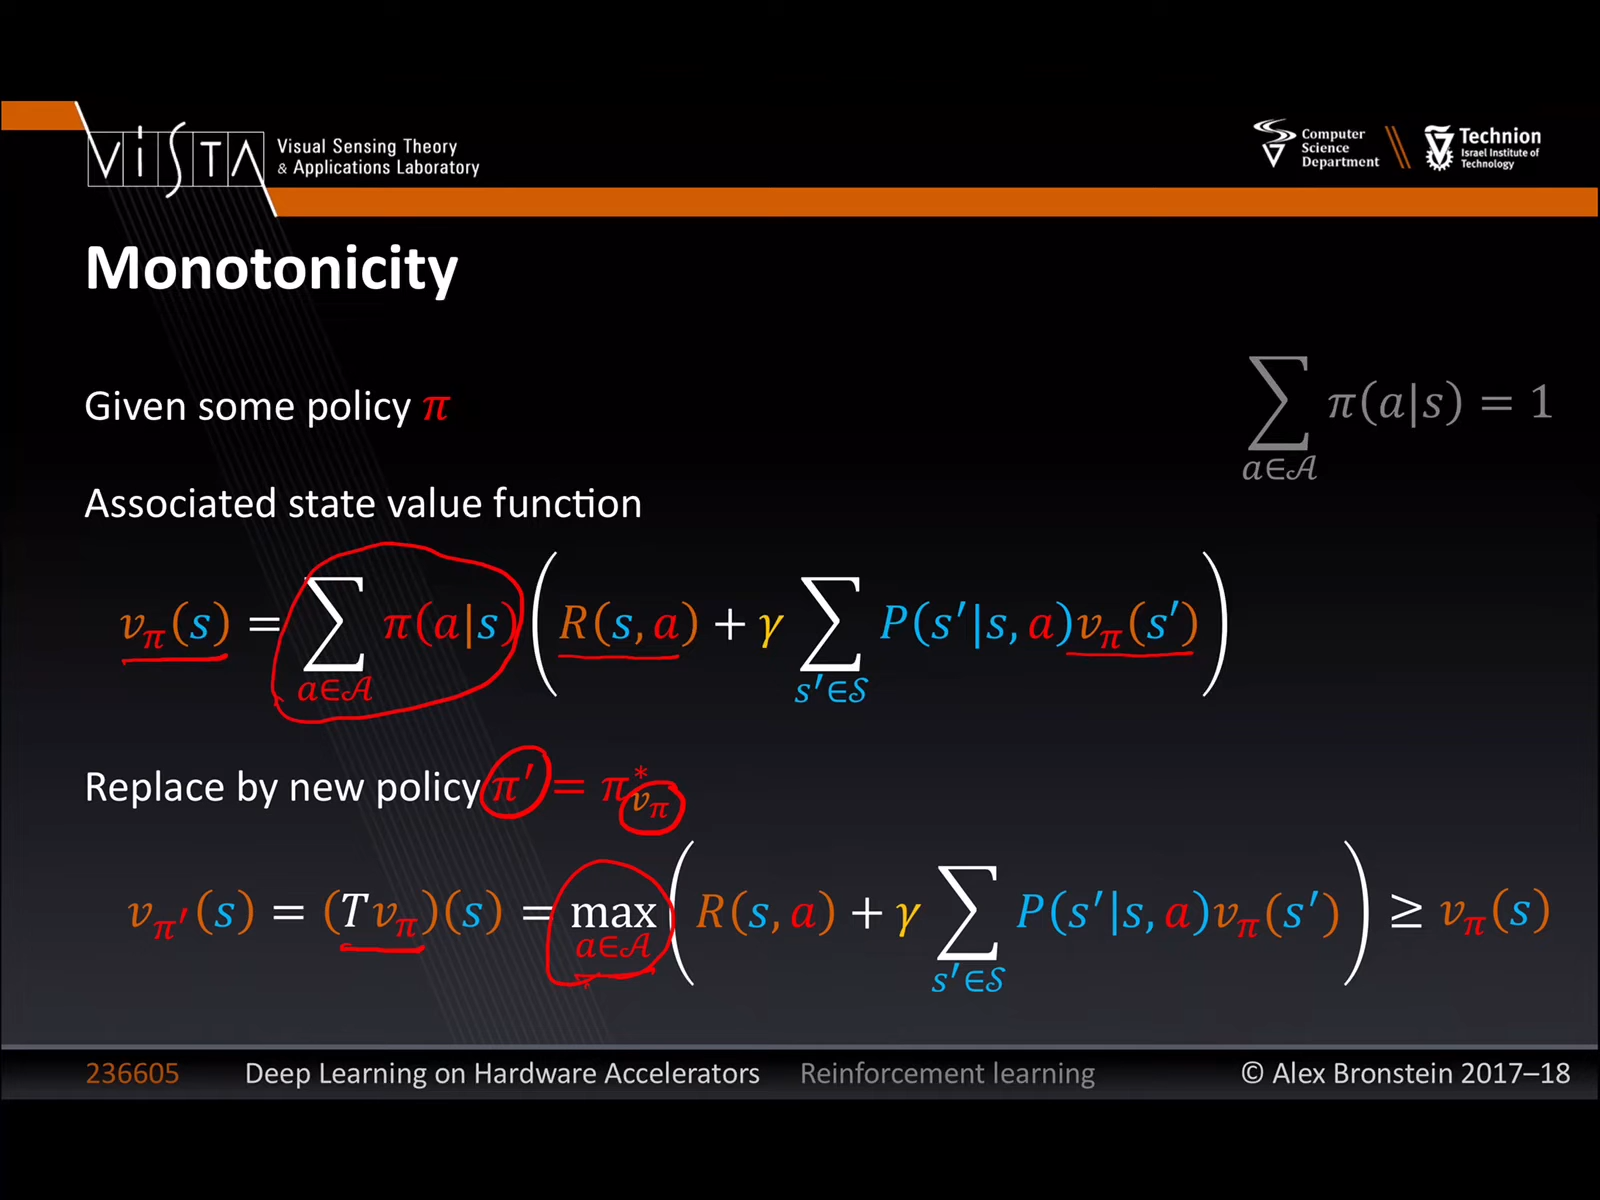 ViSTA Visual Sensing Theory & Applications Laboratory
Computer Science Department
Technion Israel Institute of Technology
Monotonicity
Given some policy π
∑_{a∈𝒜} π(a|s) = 1
Associated state value function
v_π(s) = ∑_{a∈𝒜} π(a|s) ( R(s, a) + γ ∑_{s′∈𝒮} P(s′|s, a)v_π(s′) )
Replace by new policy π′ = π*_{v_π}
v_{π′}(s) = (Tv_π)(s) = max_{a∈𝒜} ( R(s, a) + γ ∑_{s′∈𝒮} P(s′|s, a)v_π(s′) ) ≥ v_π(s)
236605 Deep Learning on Hardware Accelerators Reinforcement learning © Alex Bronstein 2017–18